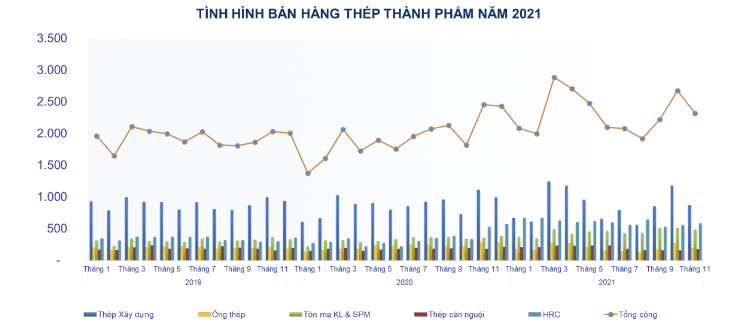 TÌNH HÌNH BÁN HÀNG THÉP THÀNH PHẨM NĂM 2021
3.500
3.000
2.500
2.000
1.500
1.000
500
-
Tháng 1 Tháng 3 Tháng 5 Tháng 7 Tháng 9 Tháng 11 Tháng 1 Tháng 3 Tháng 5 Tháng 7 Tháng 9 Tháng 11 Tháng 1 Tháng 3 Tháng 5 Tháng 7 Tháng 9 Tháng 11
2019 2020 2021
Thép Xây dựng Ống thép Tôn mạ KL & SPM Thép cán nguội HRC Tổng cộng